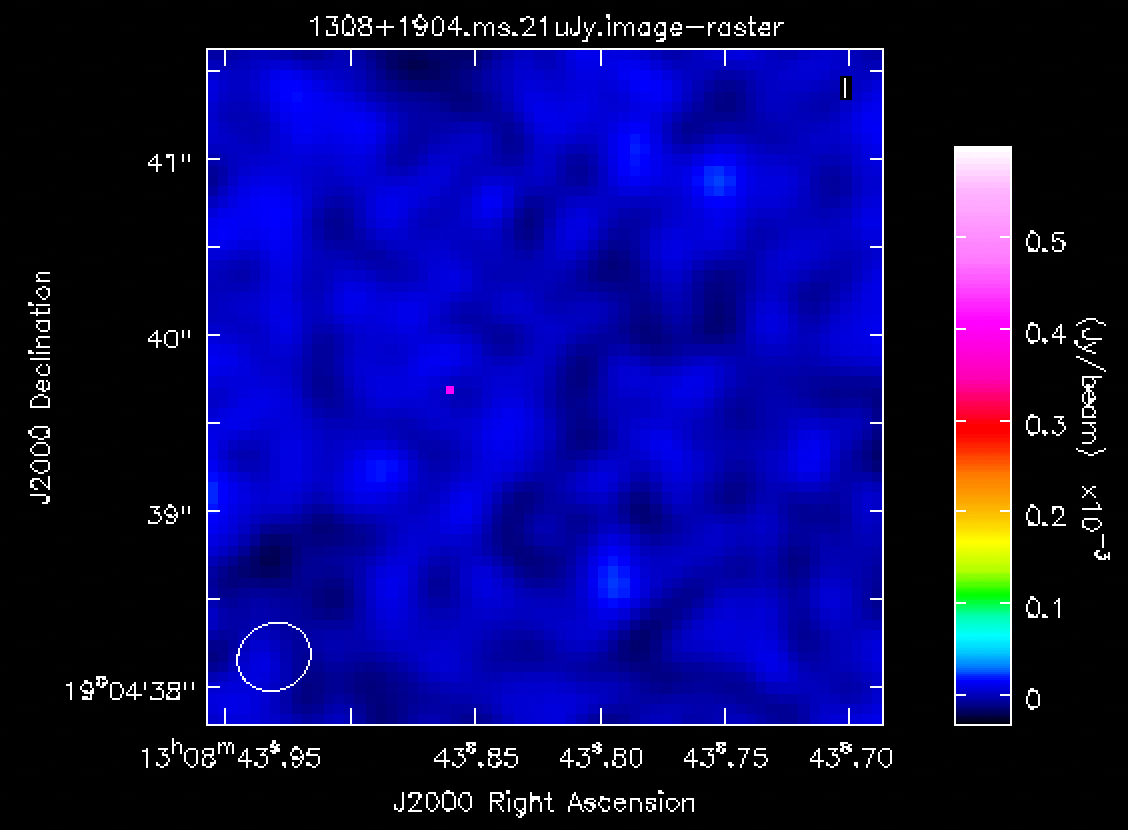 1308+1904.ms.21uJy.image-raster
I
41"
40"
39"
19°04'38"
J2000 Declination
13ʰ08ᵐ43ˢ.95
43ˢ.85
43ˢ.80
43ˢ.75
43ˢ.70
J2000 Right Ascension
0.5
0.4
0.3
0.2
0.1
0
(Jy/beam) x10⁻³